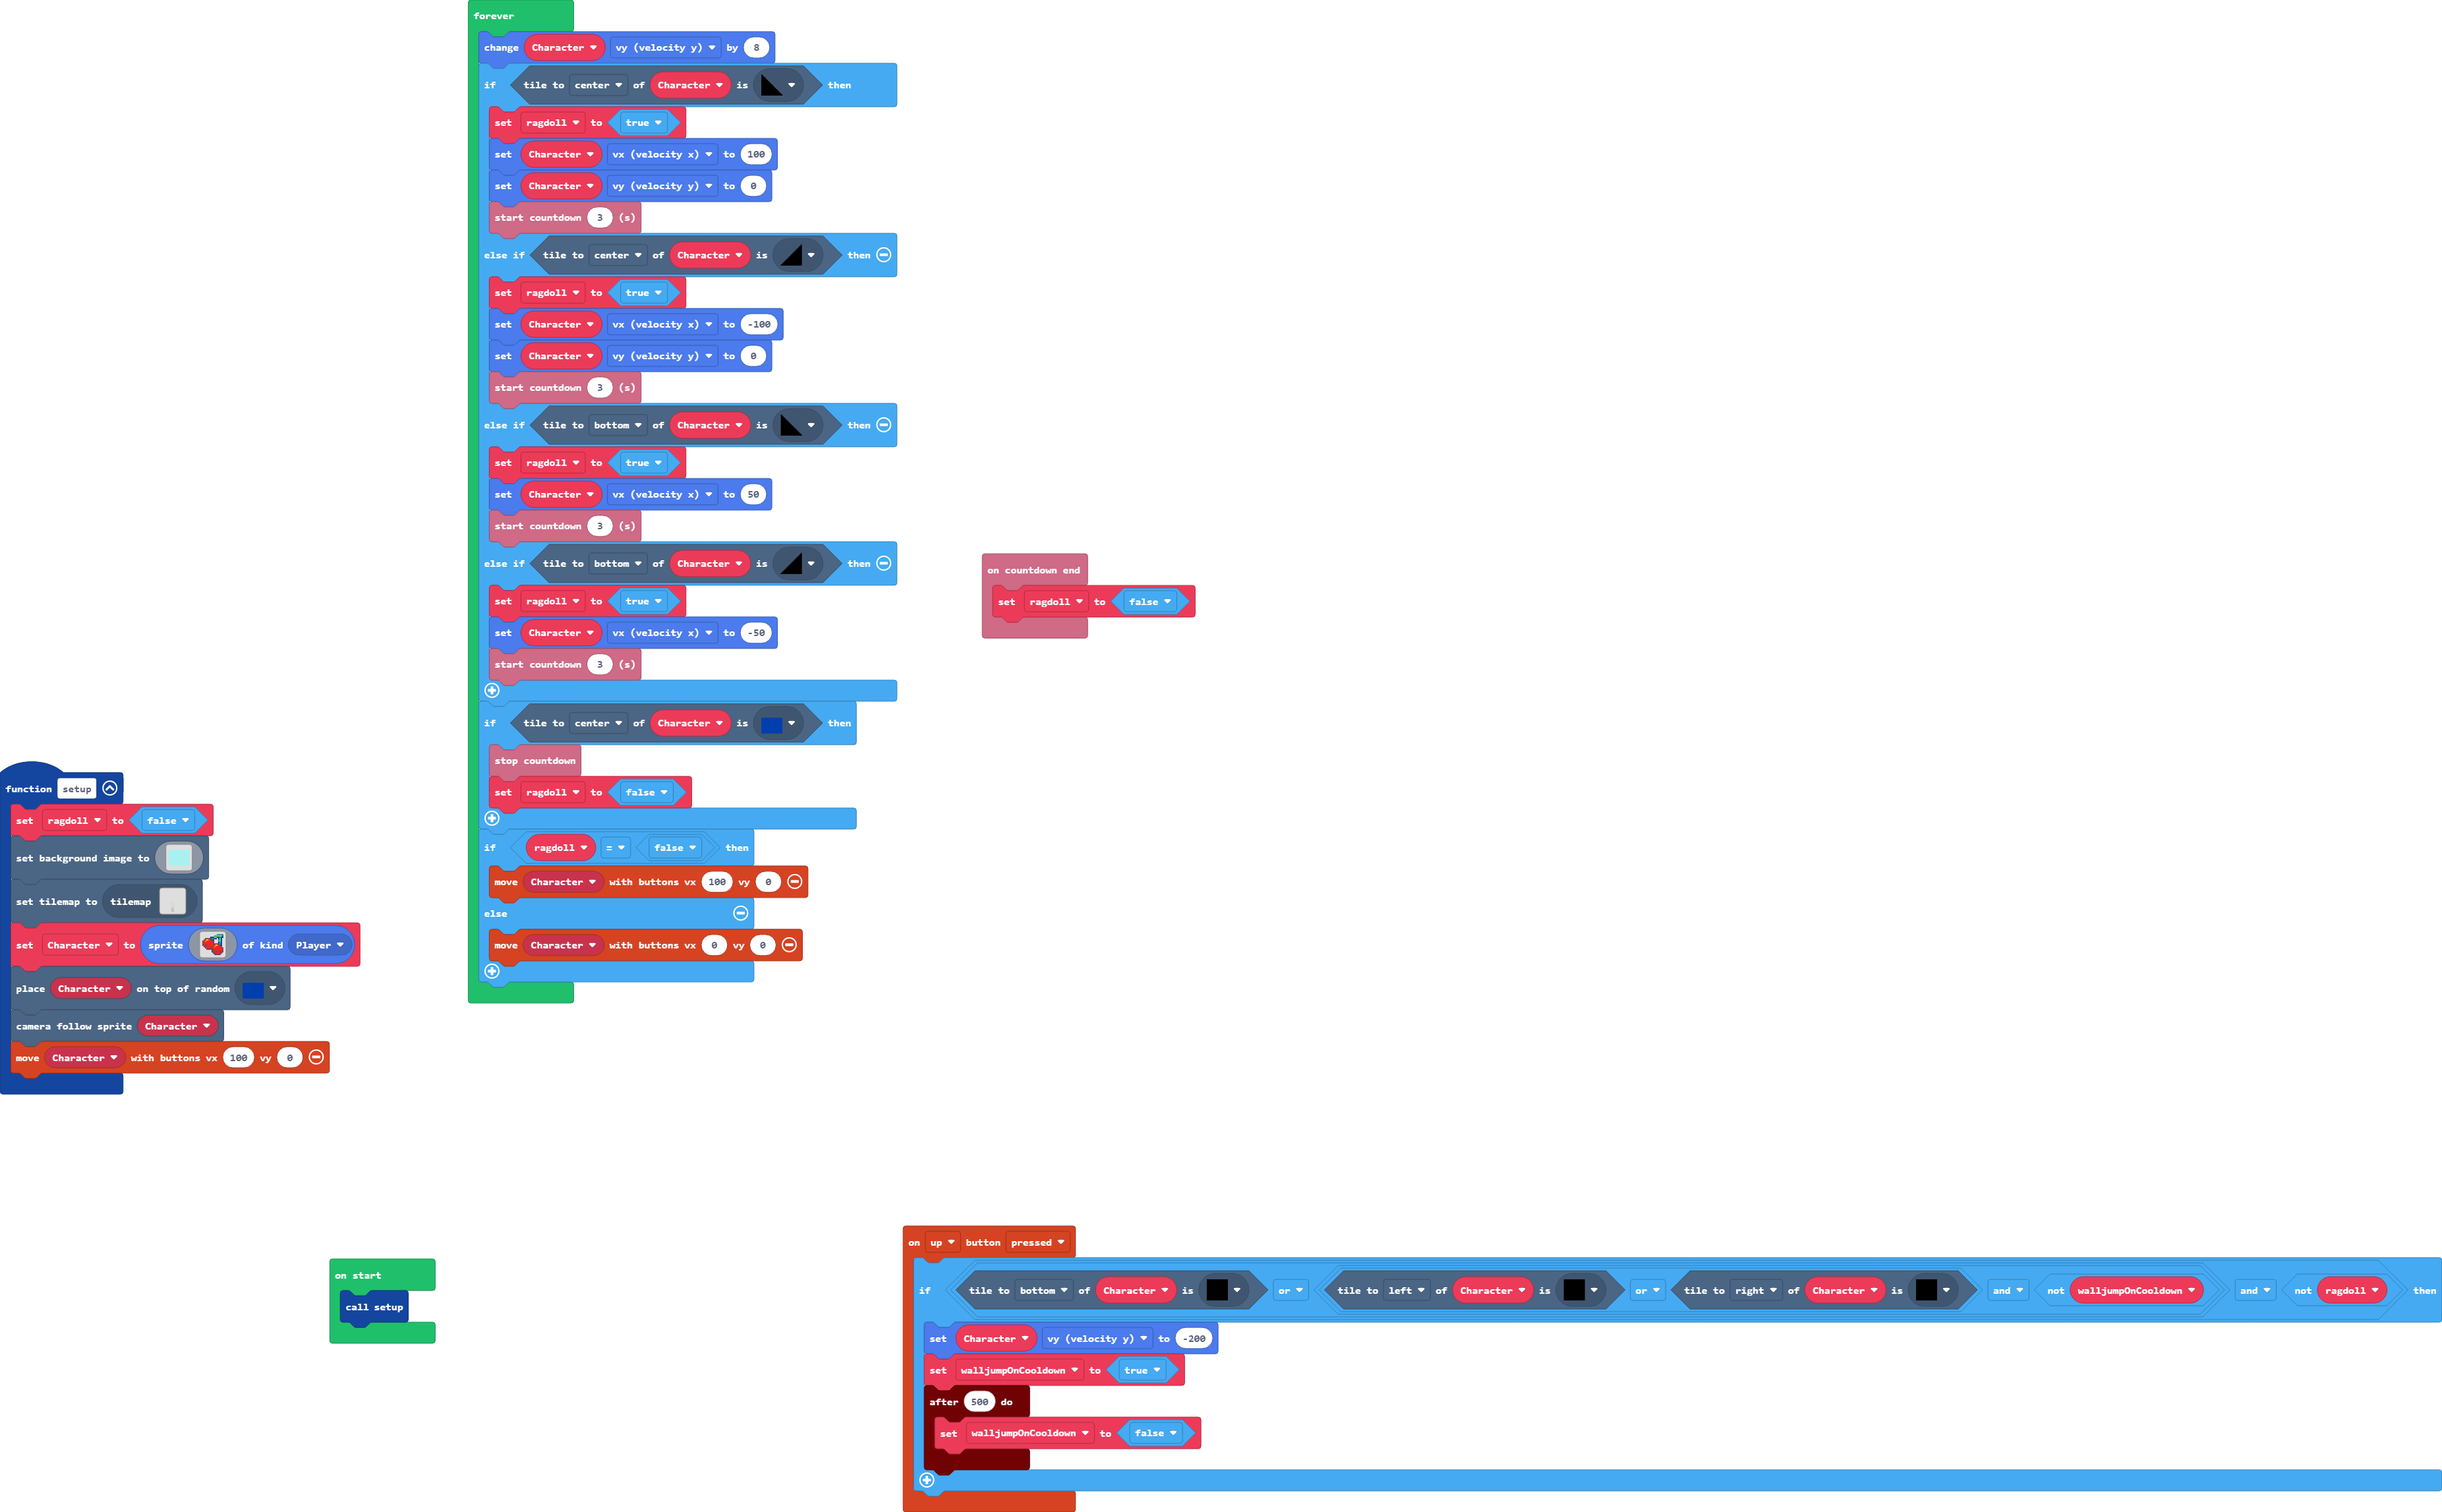 forever
change Character vy (velocity y) by 8
if tile to center of Character is then
set ragdoll to true
set Character vx (velocity x) to 100
set Character vy (velocity y) to 0
start countdown 3 (s)
else if tile to center of Character is then
set ragdoll to true
set Character vx (velocity x) to -100
set Character vy (velocity y) to 0
start countdown 3 (s)
else if tile to bottom of Character is then
set ragdoll to true
set Character vx (velocity x) to 50
start countdown 3 (s)
else if tile to bottom of Character is then
set ragdoll to true
set Character vx (velocity x) to -50
start countdown 3 (s)
if tile to center of Character is then
stop countdown
set ragdoll to false
if ragdoll = false then
move Character with buttons vx 100 vy 0
else
move Character with buttons vx 0 vy 0
on countdown end
set ragdoll to false
function setup
set ragdoll to false
set background image to
set tilemap to tilemap
set Character to sprite of kind Player
place Character on top of random
camera follow sprite Character
move Character with buttons vx 100 vy 0
on start
call setup
on up button pressed
if tile to bottom of Character is or tile to left of Character is or tile to right of Character is and not walljumpOnCooldown and not ragdoll then
set Character vy (velocity y) to -200
set walljumpOnCooldown to true
after 500 do
set walljumpOnCooldown to false